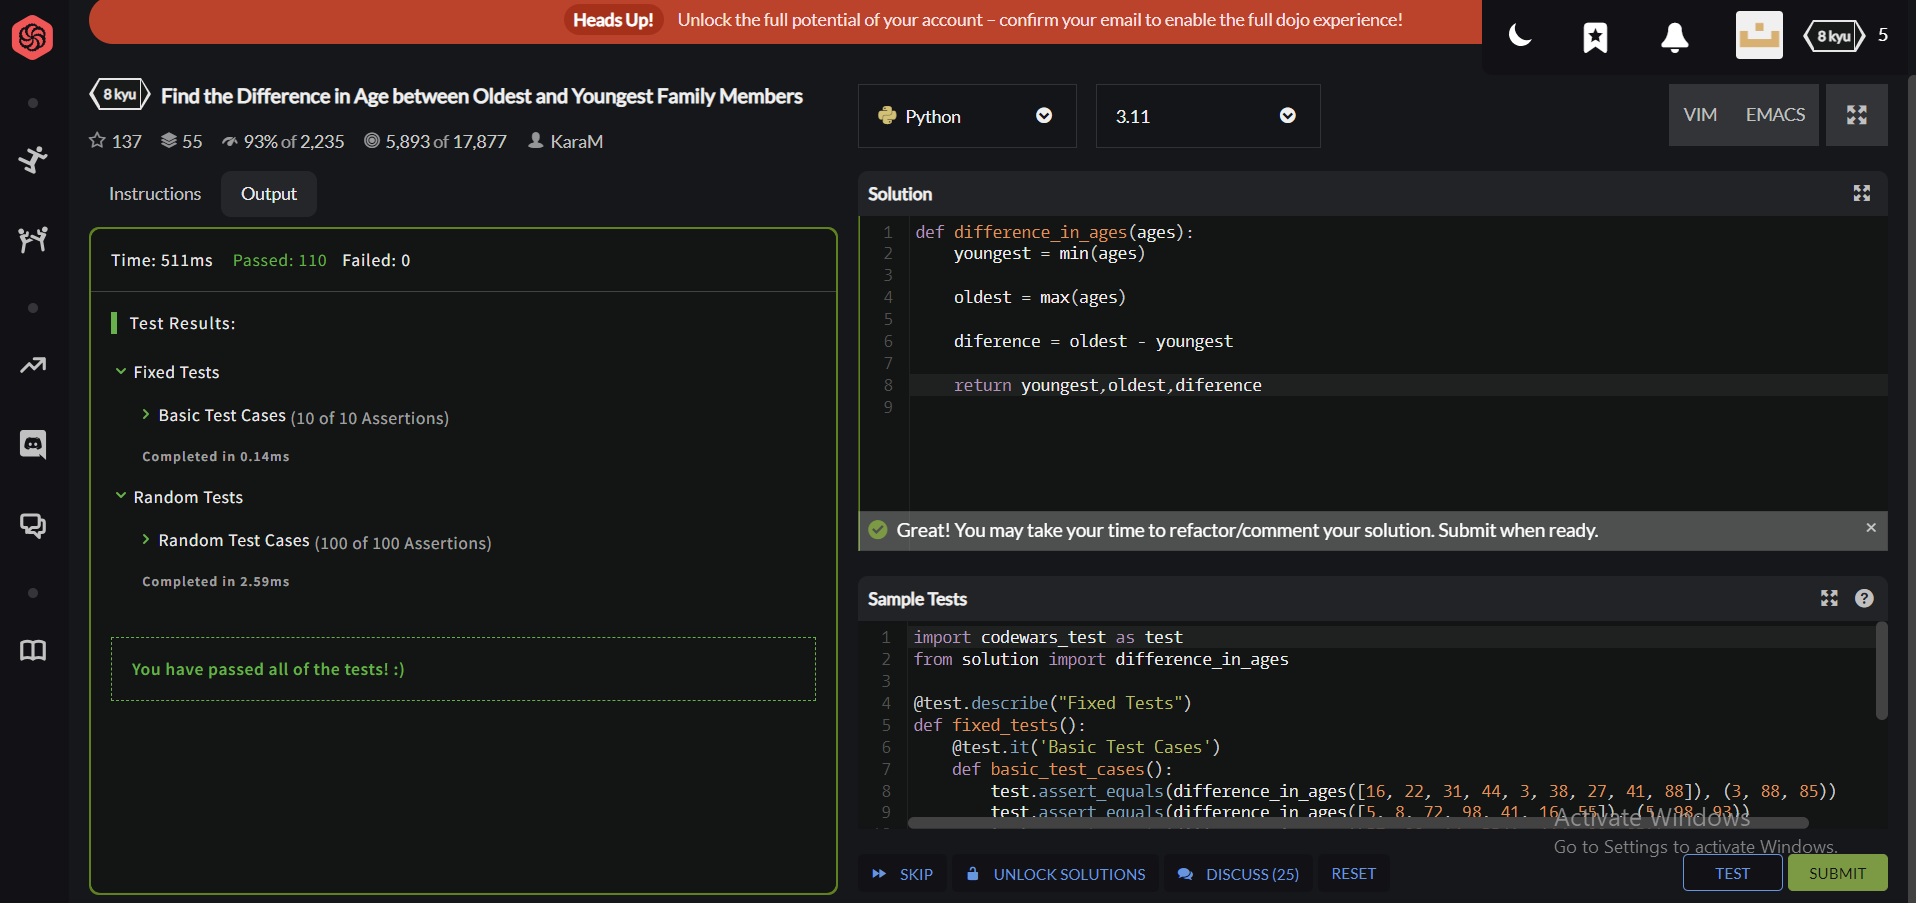 Heads Up! Unlock the full potential of your account – confirm your email to enable the full dojo experience!
8 kyu 5
8 kyu Find the Difference in Age between Oldest and Youngest Family Members
137 55 93% of 2,235 5,893 of 17,877 KaraM
Python 3.11 VIM EMACS
Instructions Output
Time: 511ms Passed: 110 Failed: 0
Test Results:
Fixed Tests
Basic Test Cases (10 of 10 Assertions)
Completed in 0.14ms
Random Tests
Random Test Cases (100 of 100 Assertions)
Completed in 2.59ms
You have passed all of the tests! :)
Solution
1 def difference_in_ages(ages):
2 youngest = min(ages)
3
4 oldest = max(ages)
5
6 diference = oldest - youngest
7
8 return youngest,oldest,diference
9
Great! You may take your time to refactor/comment your solution. Submit when ready. ×
Sample Tests ?
1 import codewars_test as test
2 from solution import difference_in_ages
3
4 @test.describe("Fixed Tests")
5 def fixed_tests():
6 @test.it('Basic Test Cases')
7 def basic_test_cases():
8 test.assert_equals(difference_in_ages([16, 22, 31, 44, 3, 38, 27, 41, 88]), (3, 88, 85))
9 test.assert_equals(difference_in_ages([5, 8, 72, 98, 41, 16, 55]), (5, 98, 93))
Activate Windows
Go to Settings to activate Windows.
SKIP UNLOCK SOLUTIONS DISCUSS (25) RESET TEST SUBMIT